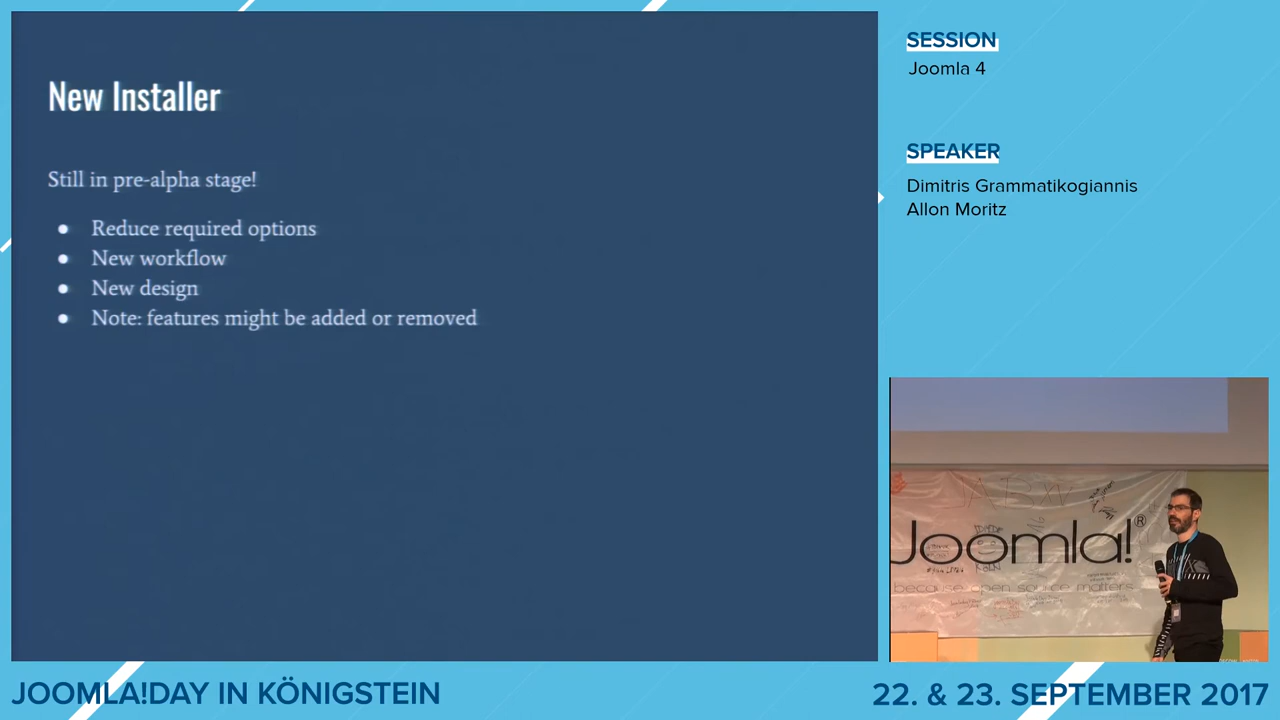 New Installer
Still in pre-alpha stage!
● Reduce required options
● New workflow
● New design
● Note: features might be added or removed
SESSION
Joomla 4
SPEAKER
Dimitris Grammatikogiannis
Allon Moritz
Joomla!®
because open source matters
JOOMLA!DAY IN KÖNIGSTEIN
22. & 23. SEPTEMBER 2017